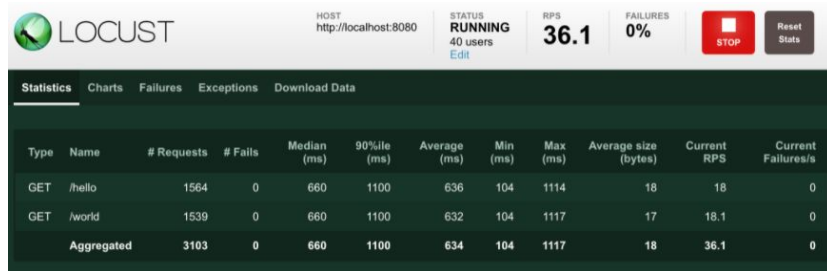 LOCUST
HOST
http://localhost:8080
STATUS
RUNNING
40 users
Edit
RPS
36.1
FAILURES
0%
STOP
Reset
Stats
Statistics Charts Failures Exceptions Download Data
Type Name # Requests # Fails Median (ms) 90%ile (ms) Average (ms) Min (ms) Max (ms) Average size (bytes) Current RPS Current Failures/s
GET /hello 1564 0 660 1100 636 104 1114 18 18 0
GET /world 1539 0 660 1100 632 104 1117 17 18.1 0
Aggregated 3103 0 660 1100 634 104 1117 18 36.1 0